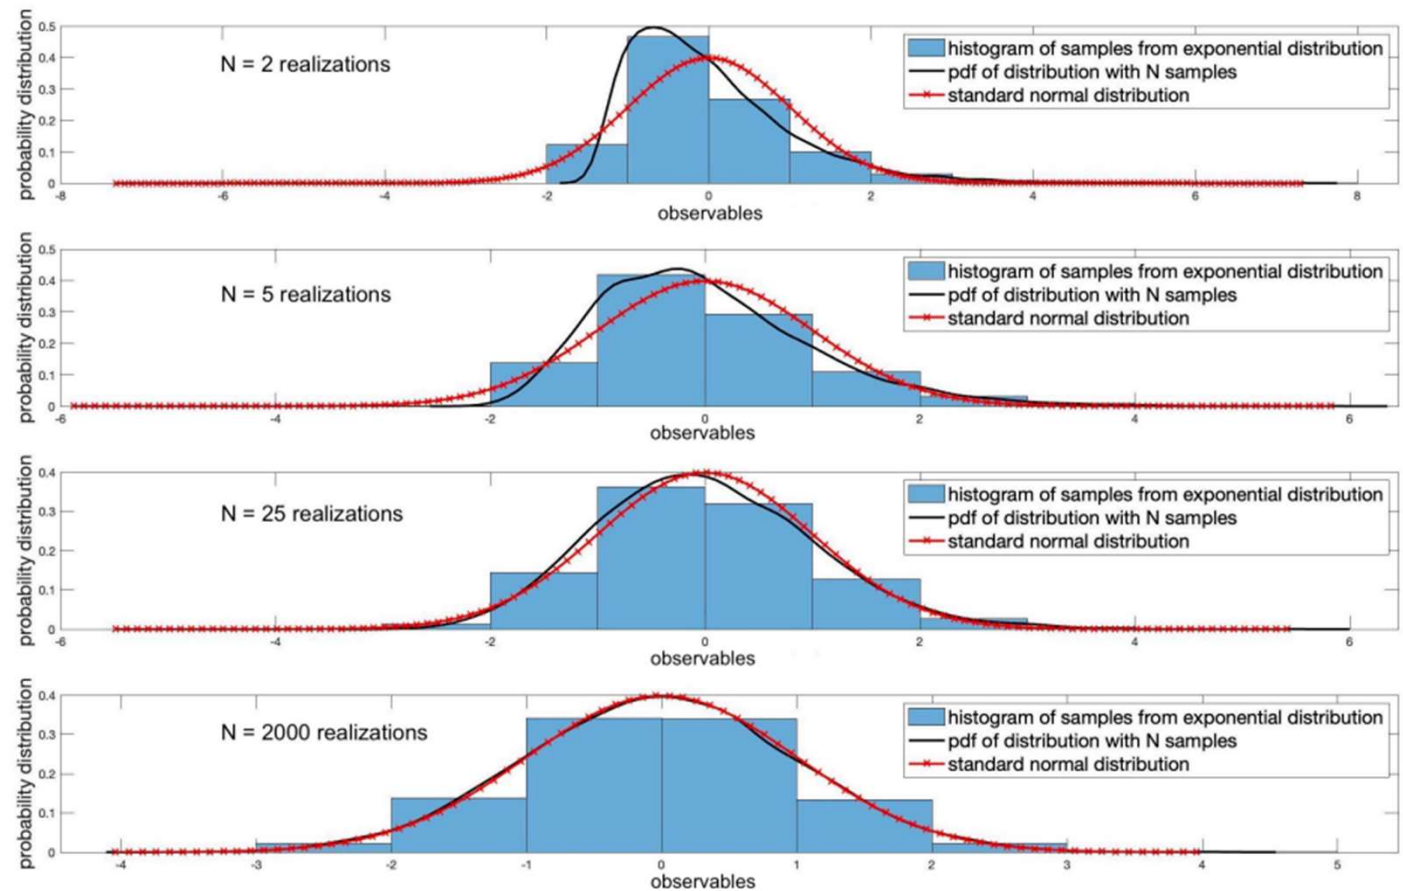 probability distribution
0.5
0.4
0.3
0.2
0.1
0
N = 2 realizations
histogram of samples from exponential distribution
pdf of distribution with N samples
standard normal distribution
-8 -6 -4 -2 0 2 4 6 8
observables
probability distribution
0.5
0.4
0.3
0.2
0.1
0
N = 5 realizations
histogram of samples from exponential distribution
pdf of distribution with N samples
standard normal distribution
-6 -4 -2 0 2 4 6
observables
probability distribution
0.4
0.3
0.2
0.1
0
N = 25 realizations
histogram of samples from exponential distribution
pdf of distribution with N samples
standard normal distribution
-6 -4 -2 0 2 4 6
observables
probability distribution
0.4
0.3
0.2
0.1
0
N = 2000 realizations
histogram of samples from exponential distribution
pdf of distribution with N samples
standard normal distribution
-4 -3 -2 -1 0 1 2 3 4 5
observables